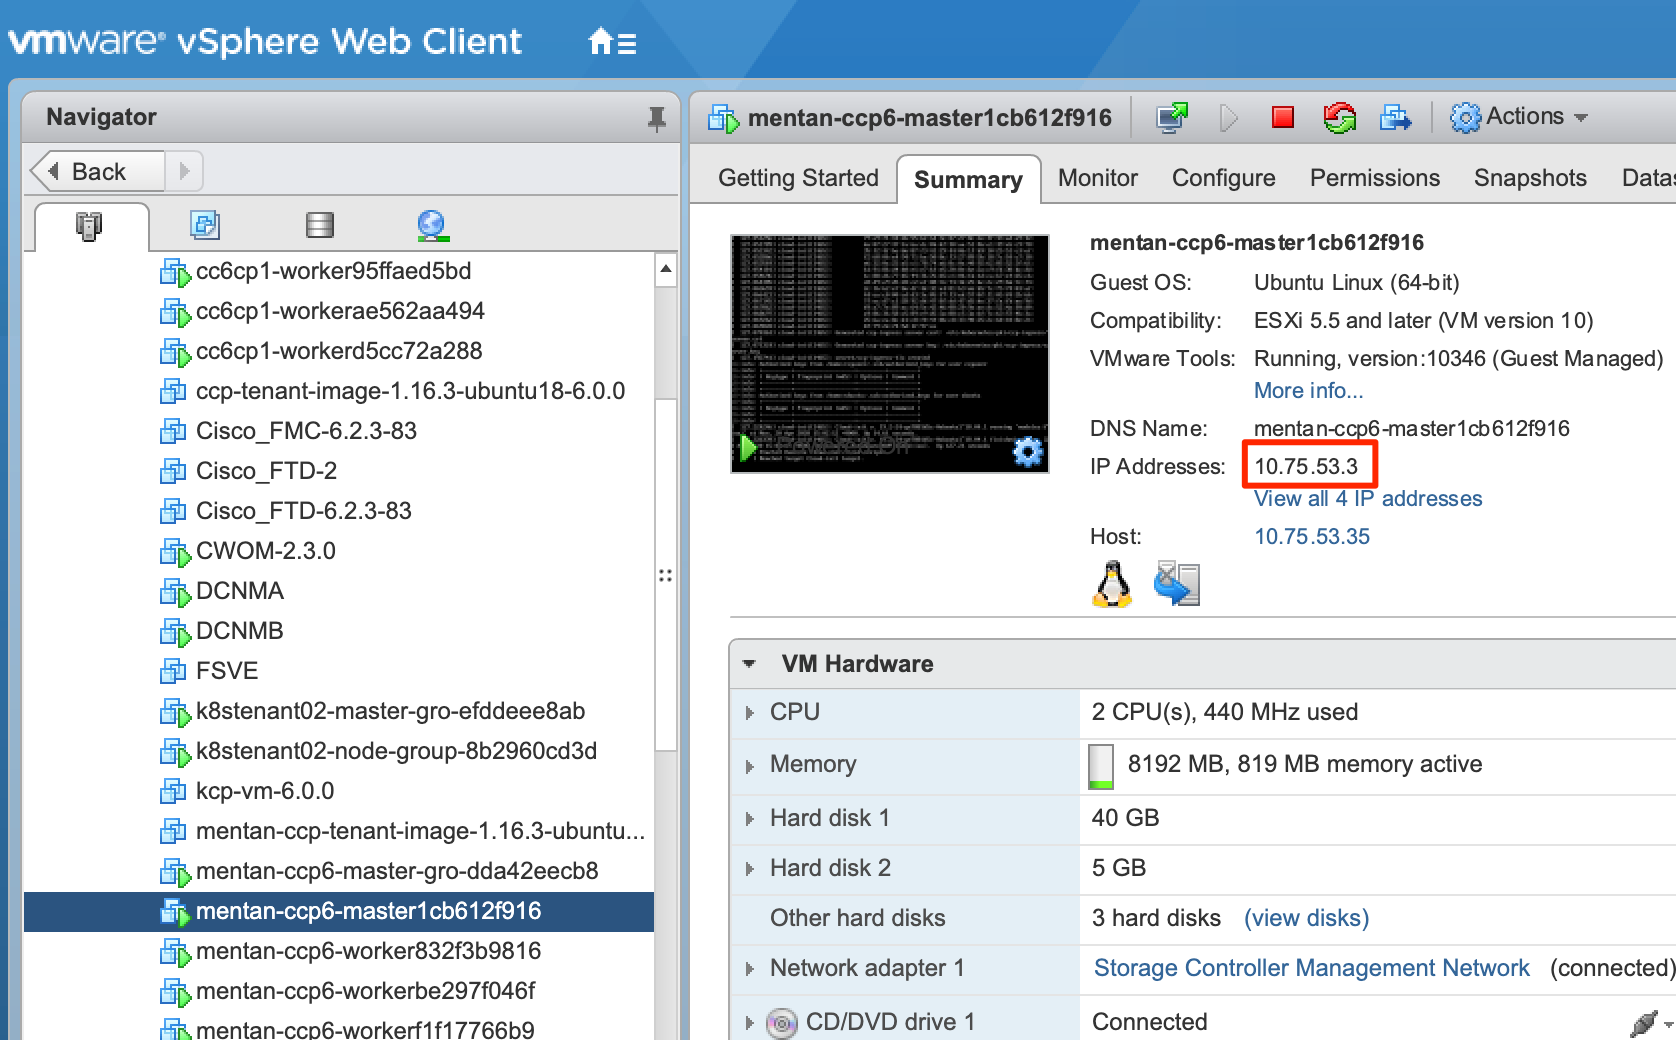 vmware® vSphere Web Client
Navigator
Back
cc6cp1-worker95ffaed5bd
cc6cp1-workerae562aa494
cc6cp1-workerd5cc72a288
ccp-tenant-image-1.16.3-ubuntu18-6.0.0
Cisco_FMC-6.2.3-83
Cisco_FTD-2
Cisco_FTD-6.2.3-83
CWOM-2.3.0
DCNMA
DCNMB
FSVE
k8stenant02-master-gro-efddeee8ab
k8stenant02-node-group-8b2960cd3d
kcp-vm-6.0.0
mentan-ccp-tenant-image-1.16.3-ubuntu...
mentan-ccp6-master-gro-dda42eecb8
mentan-ccp6-master1cb612f916
mentan-ccp6-worker832f3b9816
mentan-ccp6-workerbe297f046f
mentan-ccp6-workerf1f17766b9
mentan-ccp6-master1cb612f916
Actions
Getting Started Summary Monitor Configure Permissions Snapshots Datas
mentan-ccp6-master1cb612f916
Guest OS: Ubuntu Linux (64-bit)
Compatibility: ESXi 5.5 and later (VM version 10)
VMware Tools: Running, version:10346 (Guest Managed)
More info...
DNS Name: mentan-ccp6-master1cb612f916
IP Addresses: 10.75.53.3
View all 4 IP addresses
Host: 10.75.53.35
VM Hardware
CPU 2 CPU(s), 440 MHz used
Memory 8192 MB, 819 MB memory active
Hard disk 1 40 GB
Hard disk 2 5 GB
Other hard disks 3 hard disks (view disks)
Network adapter 1 Storage Controller Management Network (connected)
CD/DVD drive 1 Connected